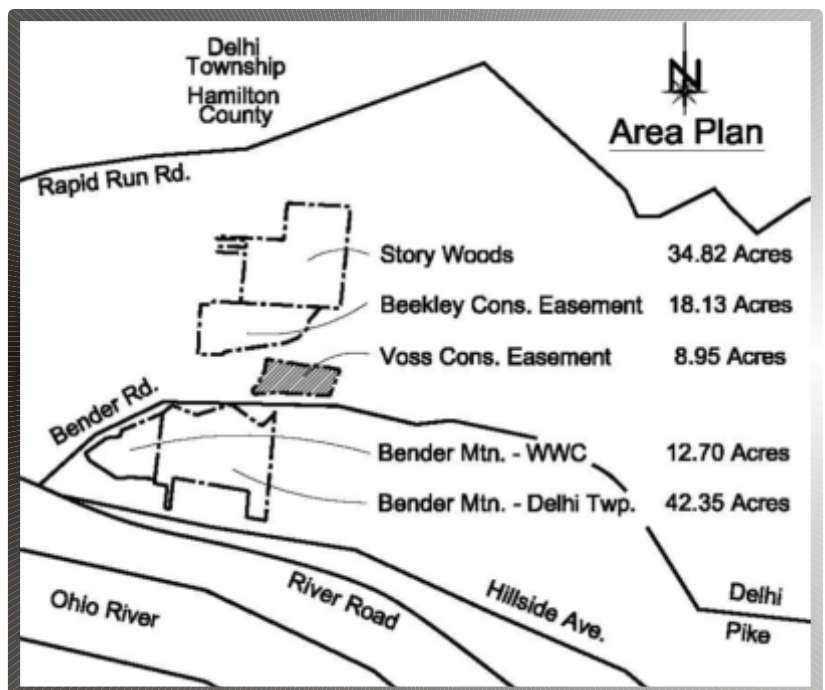 Delhi
Township
Hamilton
County
N
Area Plan
Rapid Run Rd.
Story Woods 34.82 Acres
Beekley Cons. Easement 18.13 Acres
Voss Cons. Easement 8.95 Acres
Bender Rd.
Bender Mtn. - WWC 12.70 Acres
Bender Mtn. - Delhi Twp. 42.35 Acres
Ohio River
River Road
Hillside Ave.
Delhi
Pike